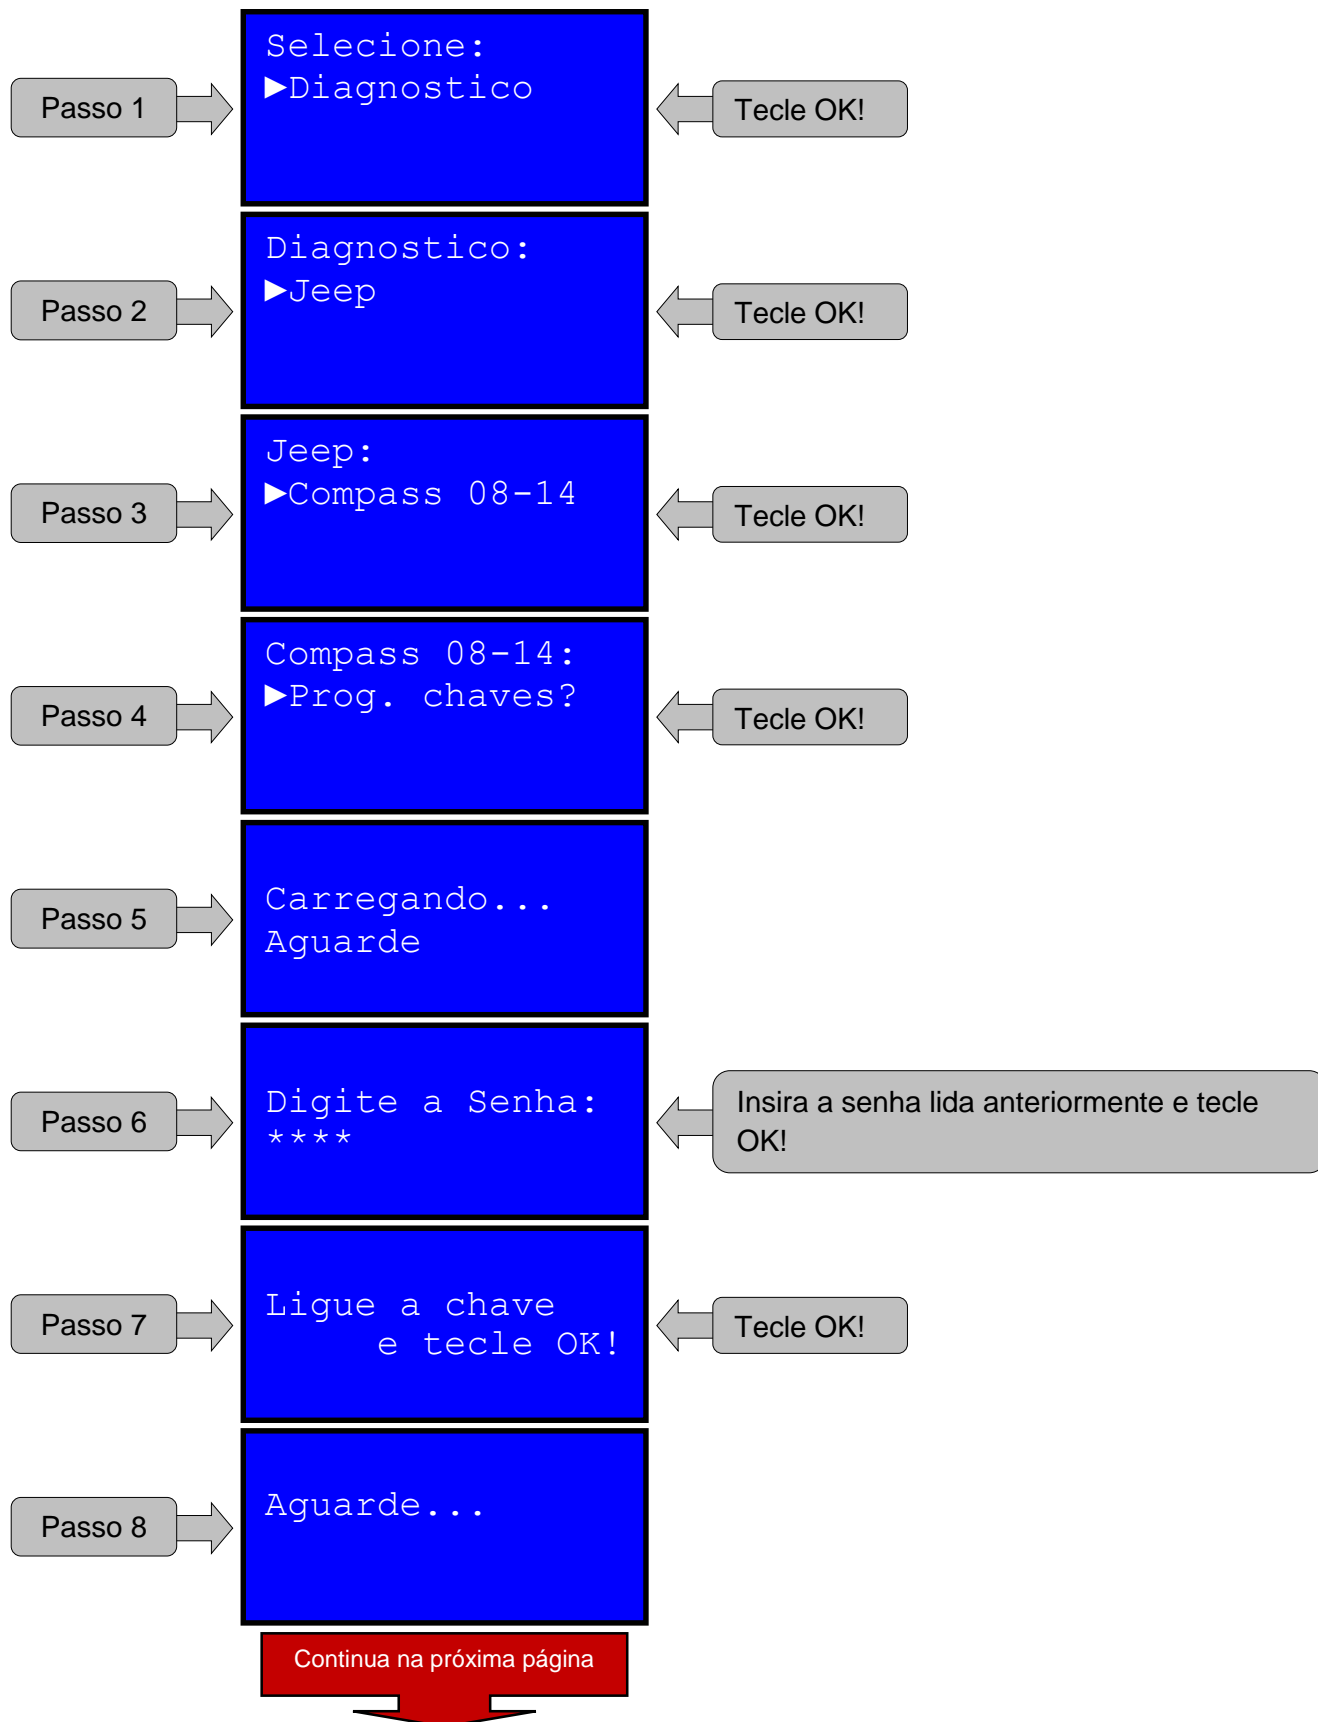 Selecione:
►Diagnostico
Passo 1
Tecle OK!
Diagnostico:
►Jeep
Passo 2
Tecle OK!
Jeep:
►Compass 08-14
Passo 3
Tecle OK!
Compass 08-14:
►Prog. chaves?
Passo 4
Tecle OK!
Carregando...
Aguarde
Passo 5
Digite a Senha:
****
Passo 6
Insira a senha lida anteriormente e tecle
OK!
Ligue a chave
e tecle OK!
Passo 7
Tecle OK!
Aguarde...
Passo 8
Continua na próxima página